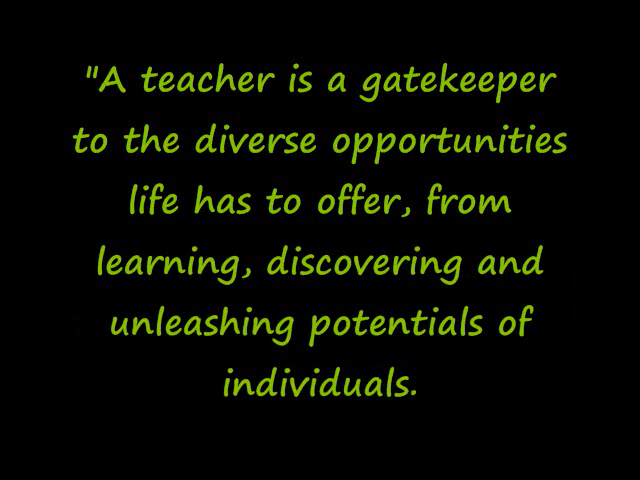 "A teacher is a gatekeeper
to the diverse opportunities
life has to offer, from
learning, discovering and
unleashing potentials of
individuals.